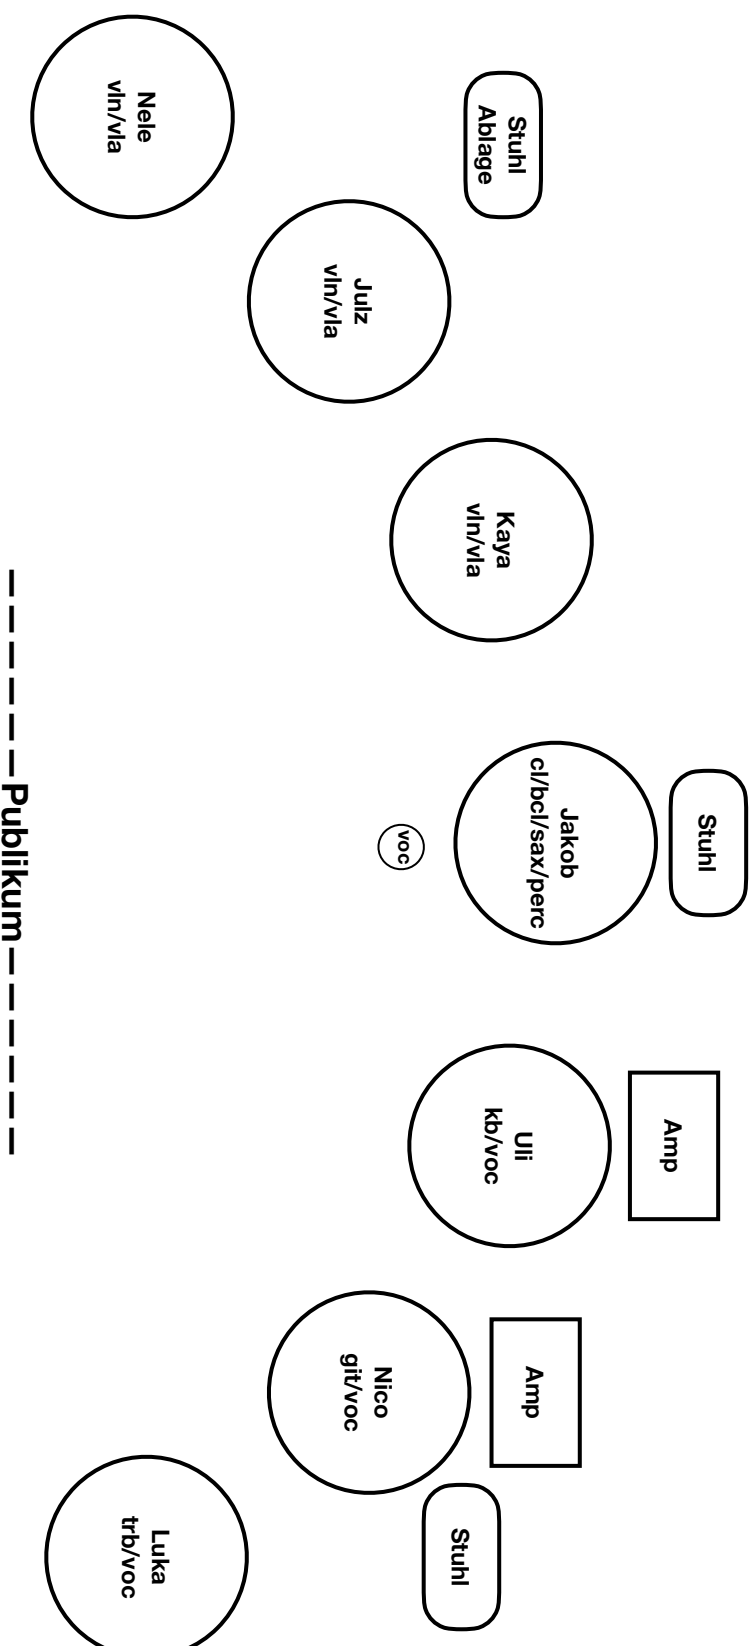 Stuhl
Ablage
Nele
vln/vla
Julz
vln/vla
Kaya
vln/vla
Stuhl
Jakob
cl/bcl/sax/perc
voc
Amp
Uli
kb/voc
Amp
Nico
git/voc
Stuhl
Luka
trb/voc
– – – – – –Publikum– – – – – –